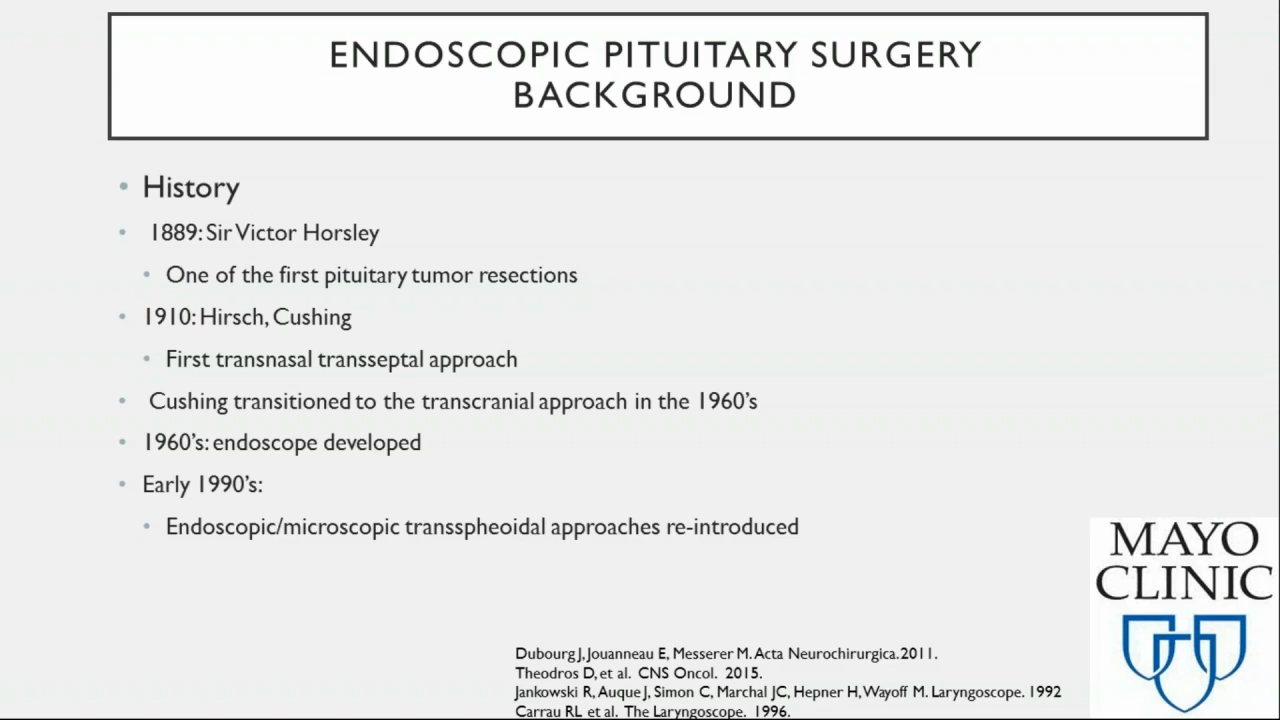 ENDOSCOPIC PITUITARY SURGERY
BACKGROUND
• History
• 1889: Sir Victor Horsley
• One of the first pituitary tumor resections
• 1910: Hirsch, Cushing
• First transnasal transseptal approach
• Cushing transitioned to the transcranial approach in the 1960's
• 1960's: endoscope developed
• Early 1990's:
• Endoscopic/microscopic transspheoidal approaches re-introduced
MAYO
CLINIC
Dubourg J, Jouanneau E, Messerer M. Acta Neurochirurgica. 2011.
Theodros D, et al. CNS Oncol. 2015.
Jankowski R, Auque J, Simon C, Marchal JC, Hepner H, Wayoff M. Laryngoscope. 1992
Carrau RL et al. The Laryngoscope. 1996.